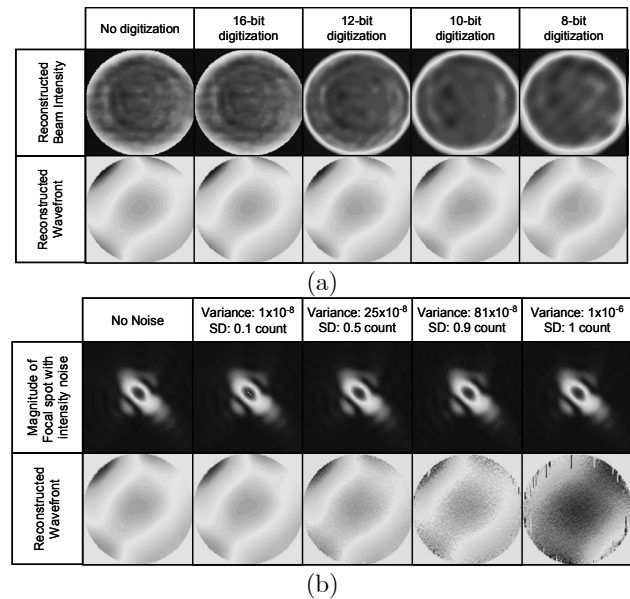 No digitization
16-bit
digitization
12-bit
digitization
10-bit
digitization
8-bit
digitization
Reconstructed
Beam Intensity
Reconstructed
Wavefront
(a)
No Noise
Variance: 1x10⁻⁸
SD: 0.1 count
Variance: 25x10⁻⁸
SD: 0.5 count
Variance: 81x10⁻⁸
SD: 0.9 count
Variance: 1x10⁻⁶
SD: 1 count
Magnitude of
Focal spot with
intensity noise
Reconstructed
Wavefront
(b)